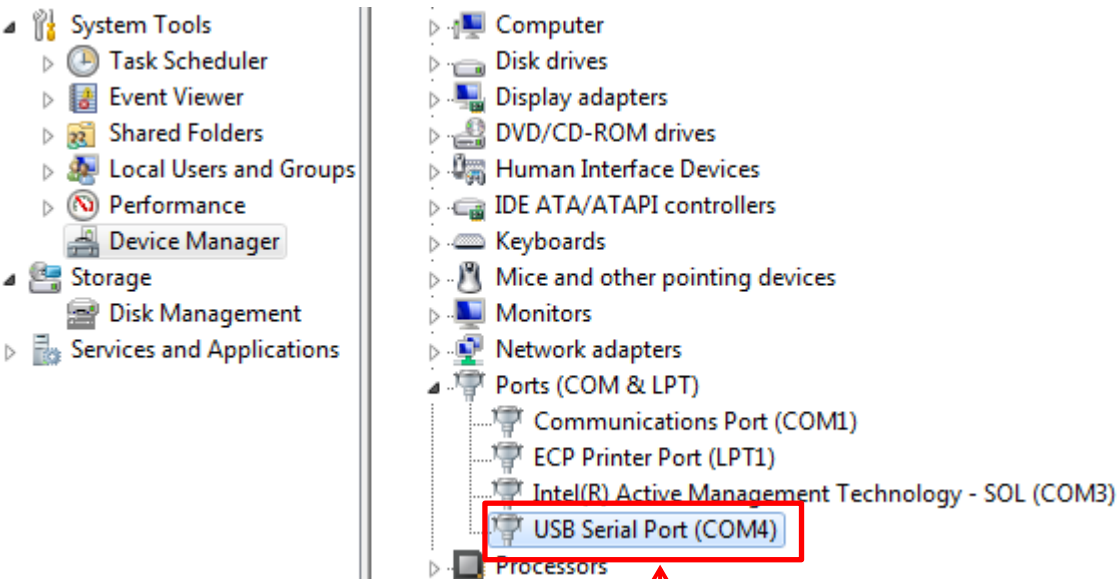 System Tools
Task Scheduler
Event Viewer
Shared Folders
Local Users and Groups
Performance
Device Manager
Storage
Disk Management
Services and Applications
Computer
Disk drives
Display adapters
DVD/CD-ROM drives
Human Interface Devices
IDE ATA/ATAPI controllers
Keyboards
Mice and other pointing devices
Monitors
Network adapters
Ports (COM & LPT)
Communications Port (COM1)
ECP Printer Port (LPT1)
Intel(R) Active Management Technology - SOL (COM3)
USB Serial Port (COM4)
Processors